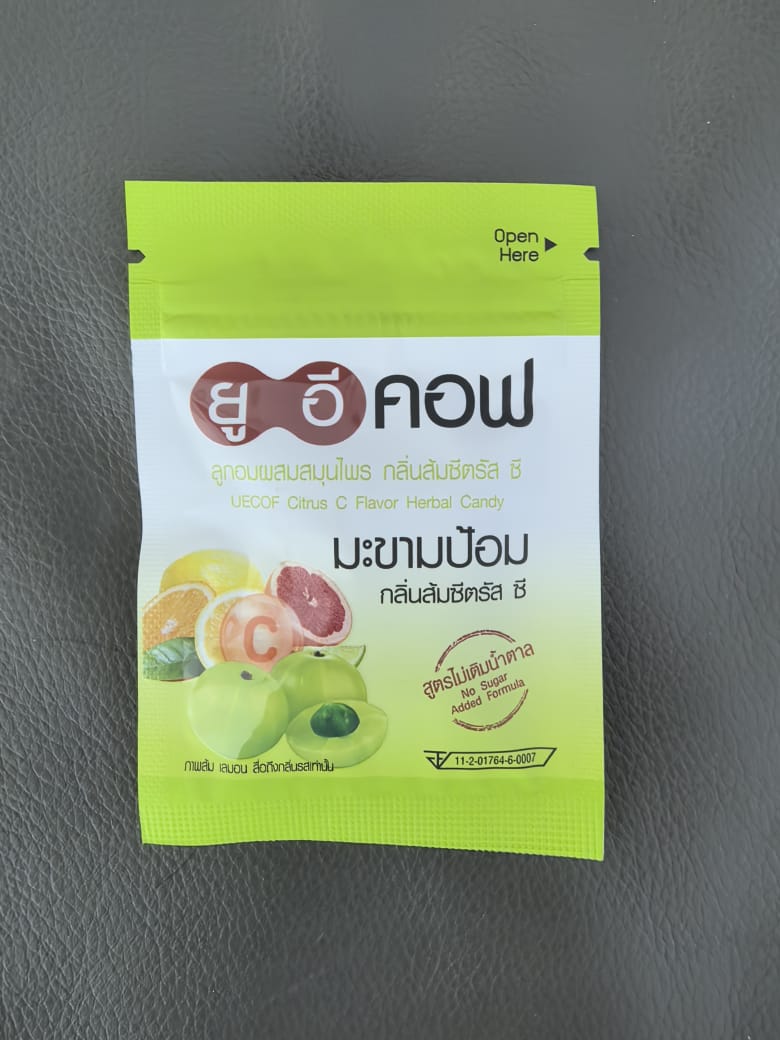 Open
Here
ยู อี คอฟ
ลูกอมผสมสมุนไพร กลิ่นส้มซีตรัส ซี
UECOF Citrus C Flavor Herbal Candy
มะขามป้อม
กลิ่นส้มซีตรัส ซี
C
สูตรไม่เติมน้ำตาล
No Sugar
Added Formula
ภาพส้ม เลมอน สื่อถึงกลิ่นรสเท่านั้น
11-2-01764-6-0007